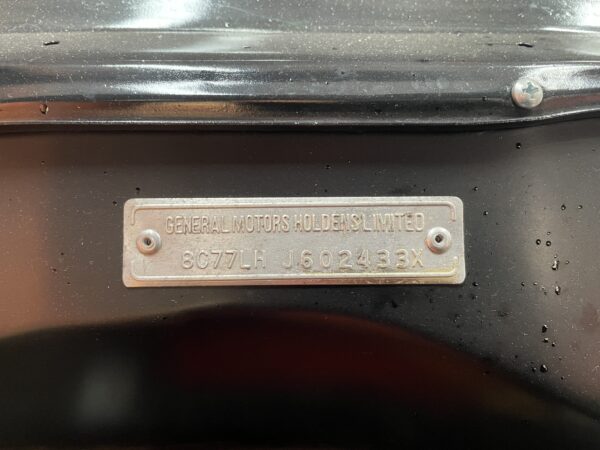 GENERAL MOTORS HOLDENS LIMITED
8C77LH J602433X